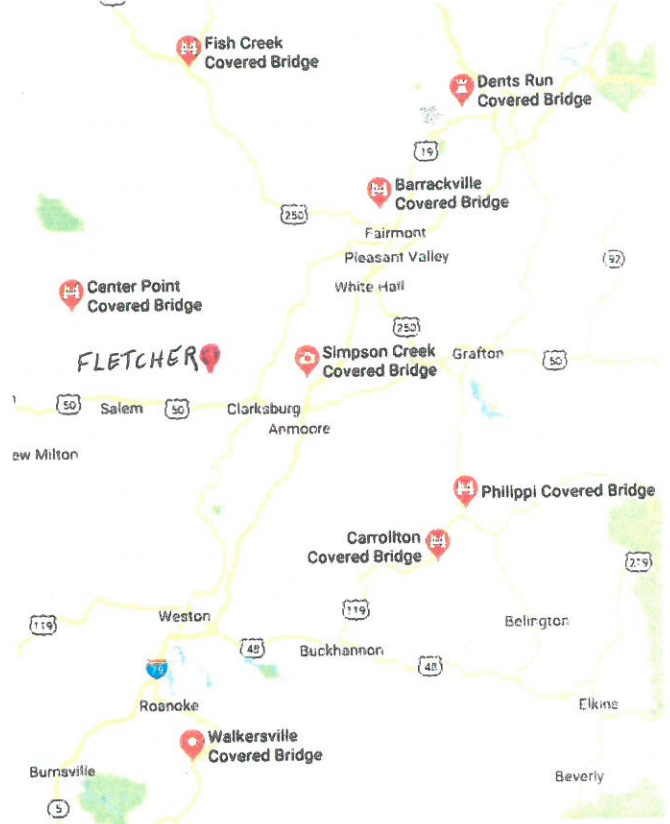 Fish Creek
Covered Bridge
Dents Run
Covered Bridge
19
Barrackville
Covered Bridge
250
Fairmont
Pleasant Valley
92
White Hall
Center Point
Covered Bridge
250
FLETCHER
Simpson Creek
Covered Bridge
Grafton
50
50
Salem
50
Clarksburg
Anmoore
ew Milton
Philippi Covered Bridge
Carrollton
Covered Bridge
219
119
119
Weston
Belington
48
Buckhannon
48
79
Roanoke
Elkins
Walkersville
Covered Bridge
Burnsville
Beverly
5